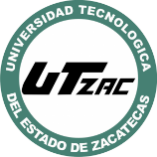 UNIVERSIDAD TECNOLOGICA
UTZAC
DEL ESTADO DE ZACATECAS